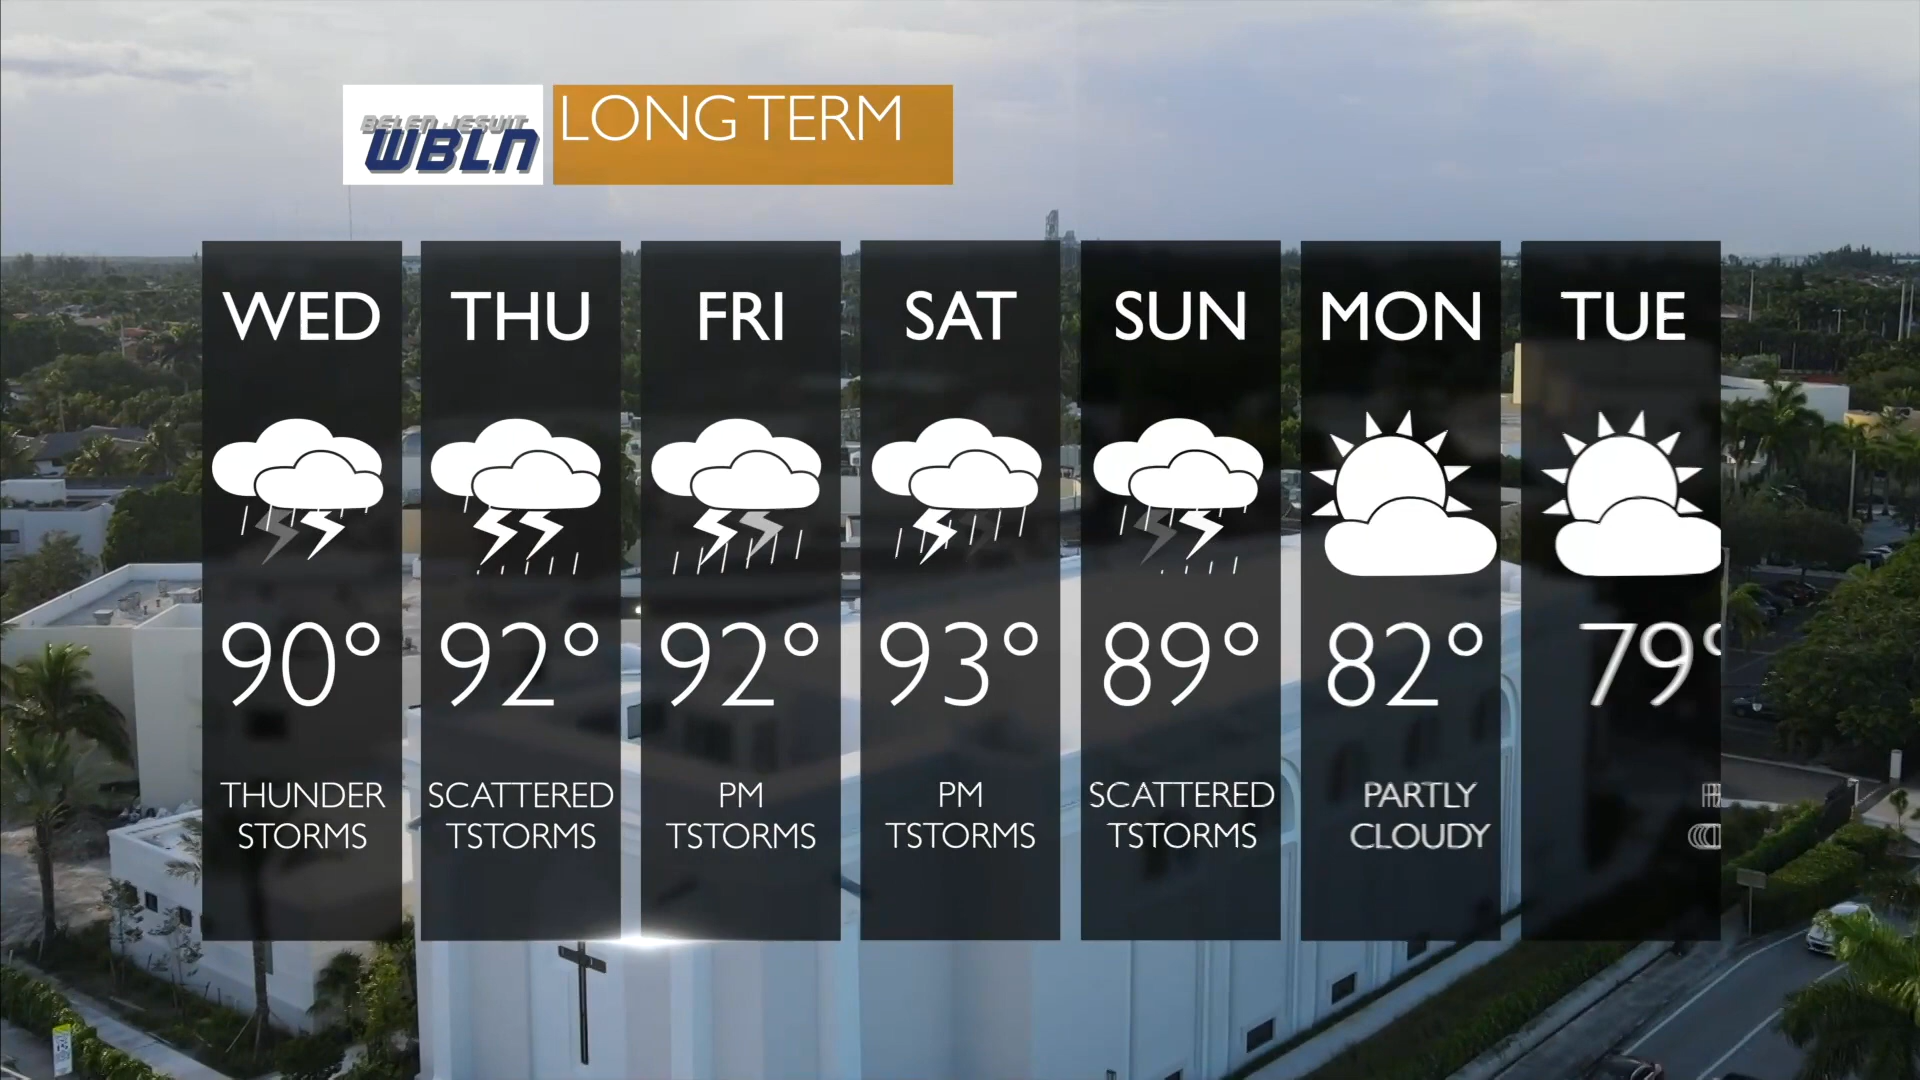 BELEN JESUIT
WBLN
LONG TERM
WED
THU
FRI
SAT
SUN
MON
TUE
90°
92°
92°
93°
89°
82°
79°
THUNDER
STORMS
SCATTERED
TSTORMS
PM
TSTORMS
PM
TSTORMS
SCATTERED
TSTORMS
PARTLY
CLOUDY